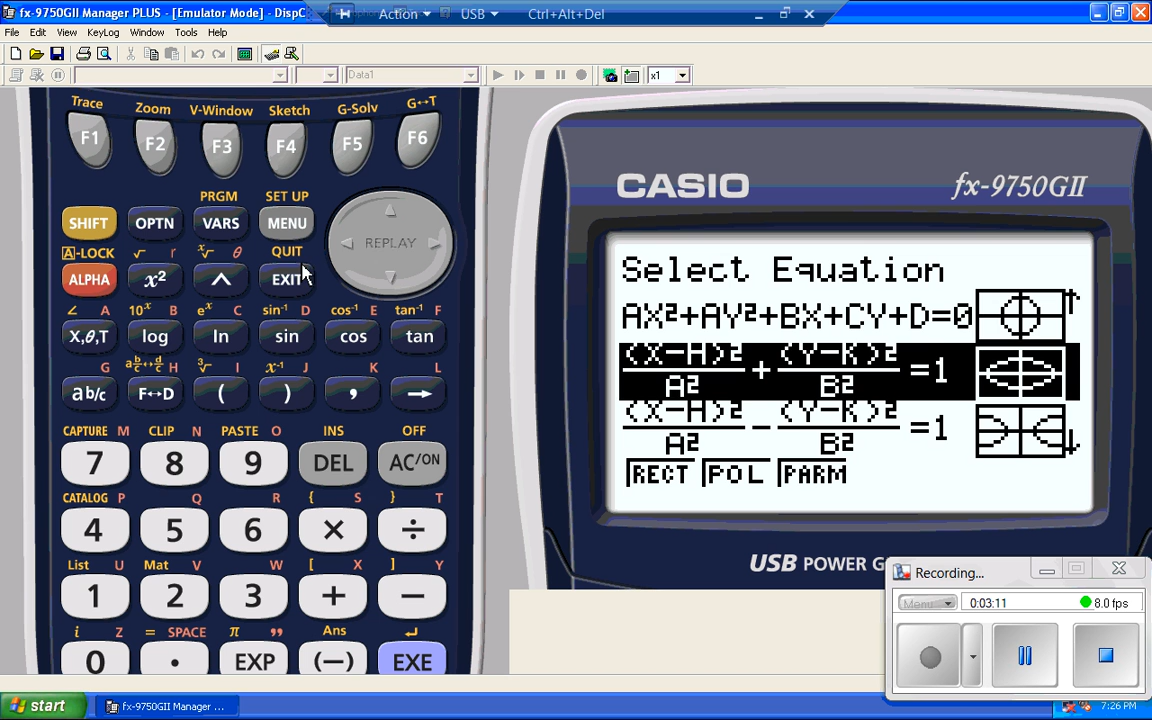 fx-9750GII Manager PLUS - [Emulator Mode] - DispC
Action USB Ctrl+Alt+Del
File Edit View KeyLog Window Tools Help
Data1 x1
Trace Zoom V-Window Sketch G-Solv G↔T
F1 F2 F3 F4 F5 F6
PRGM SET UP
SHIFT OPTN VARS MENU
REPLAY
A-LOCK √ r ˣ√ θ QUIT
ALPHA x² ^ EXIT
∠ A 10ˣ B eˣ C sin⁻¹ D cos⁻¹ E tan⁻¹ F
X,θ,T log ln sin cos tan
G a b/c↔d/c H ³√ I x⁻¹ J K L
a b/c F↔D ( ) , →
CAPTURE M CLIP N PASTE O INS OFF
7 8 9 DEL AC/ON
CATALOG P Q R { S } T
4 5 6 × ÷
List U Mat V W [ X ] Y
1 2 3 + −
i Z = SPACE π " Ans ↵
0 . EXP (−) EXE
CASIO fx-9750GII
Select Equation
AX²+AY²+BX+CY+D=0
(X-H)²/A² + (Y-K)²/B² =1
(X-H)²/A² - (Y-K)²/B² =1
RECT POL PARM
USB POWER G
Recording...
Menu 0:03:11 8.0 fps
start fx-9750GII Manager ... 7:26 PM